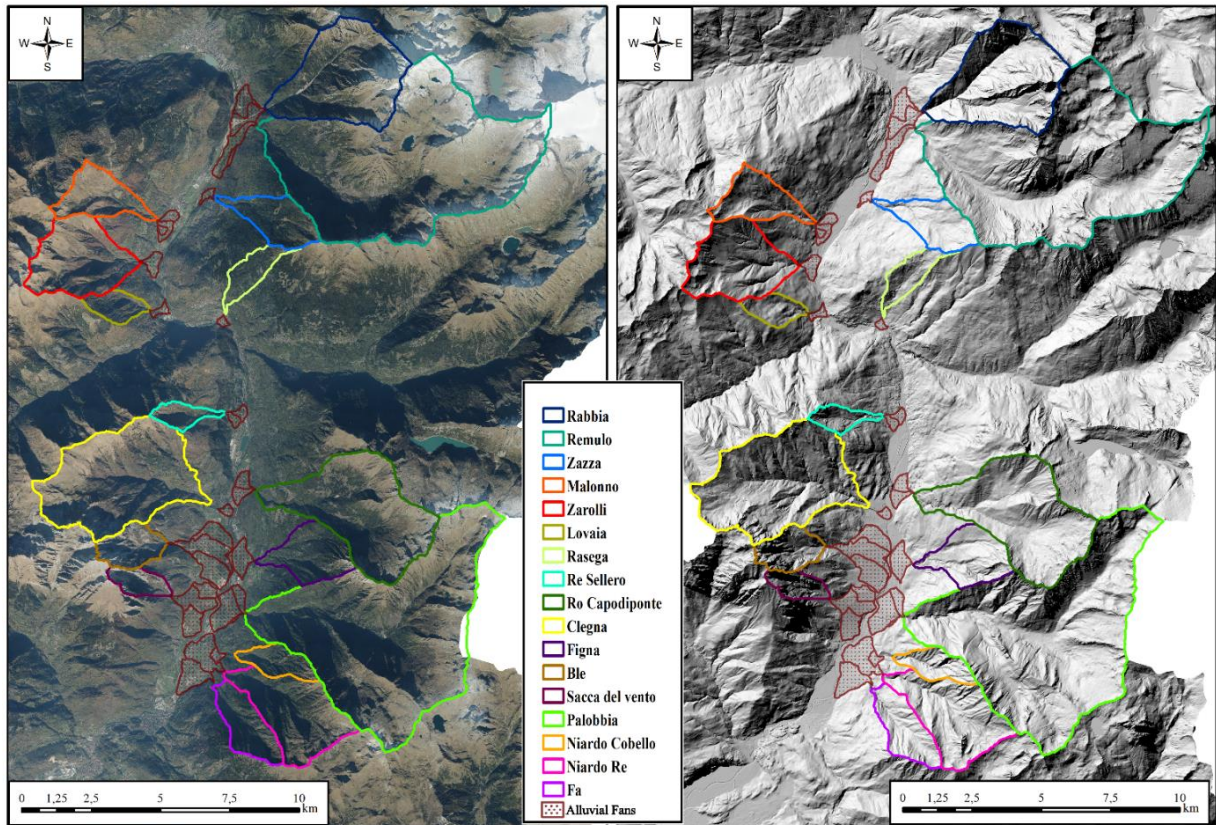 N
W E
S
N
W E
S
Rabbia
Remulo
Zazza
Malonno
Zarolli
Lovaia
Rasega
Re Sellero
Ro Capodiponte
Clegna
Figna
Ble
Sacca del vento
Palobbia
Niardo Cobello
Niardo Re
Fa
Alluvial Fans
0 1,25 2,5 5 7,5 10
km
0 1,25 2,5 5 7,5 10
km